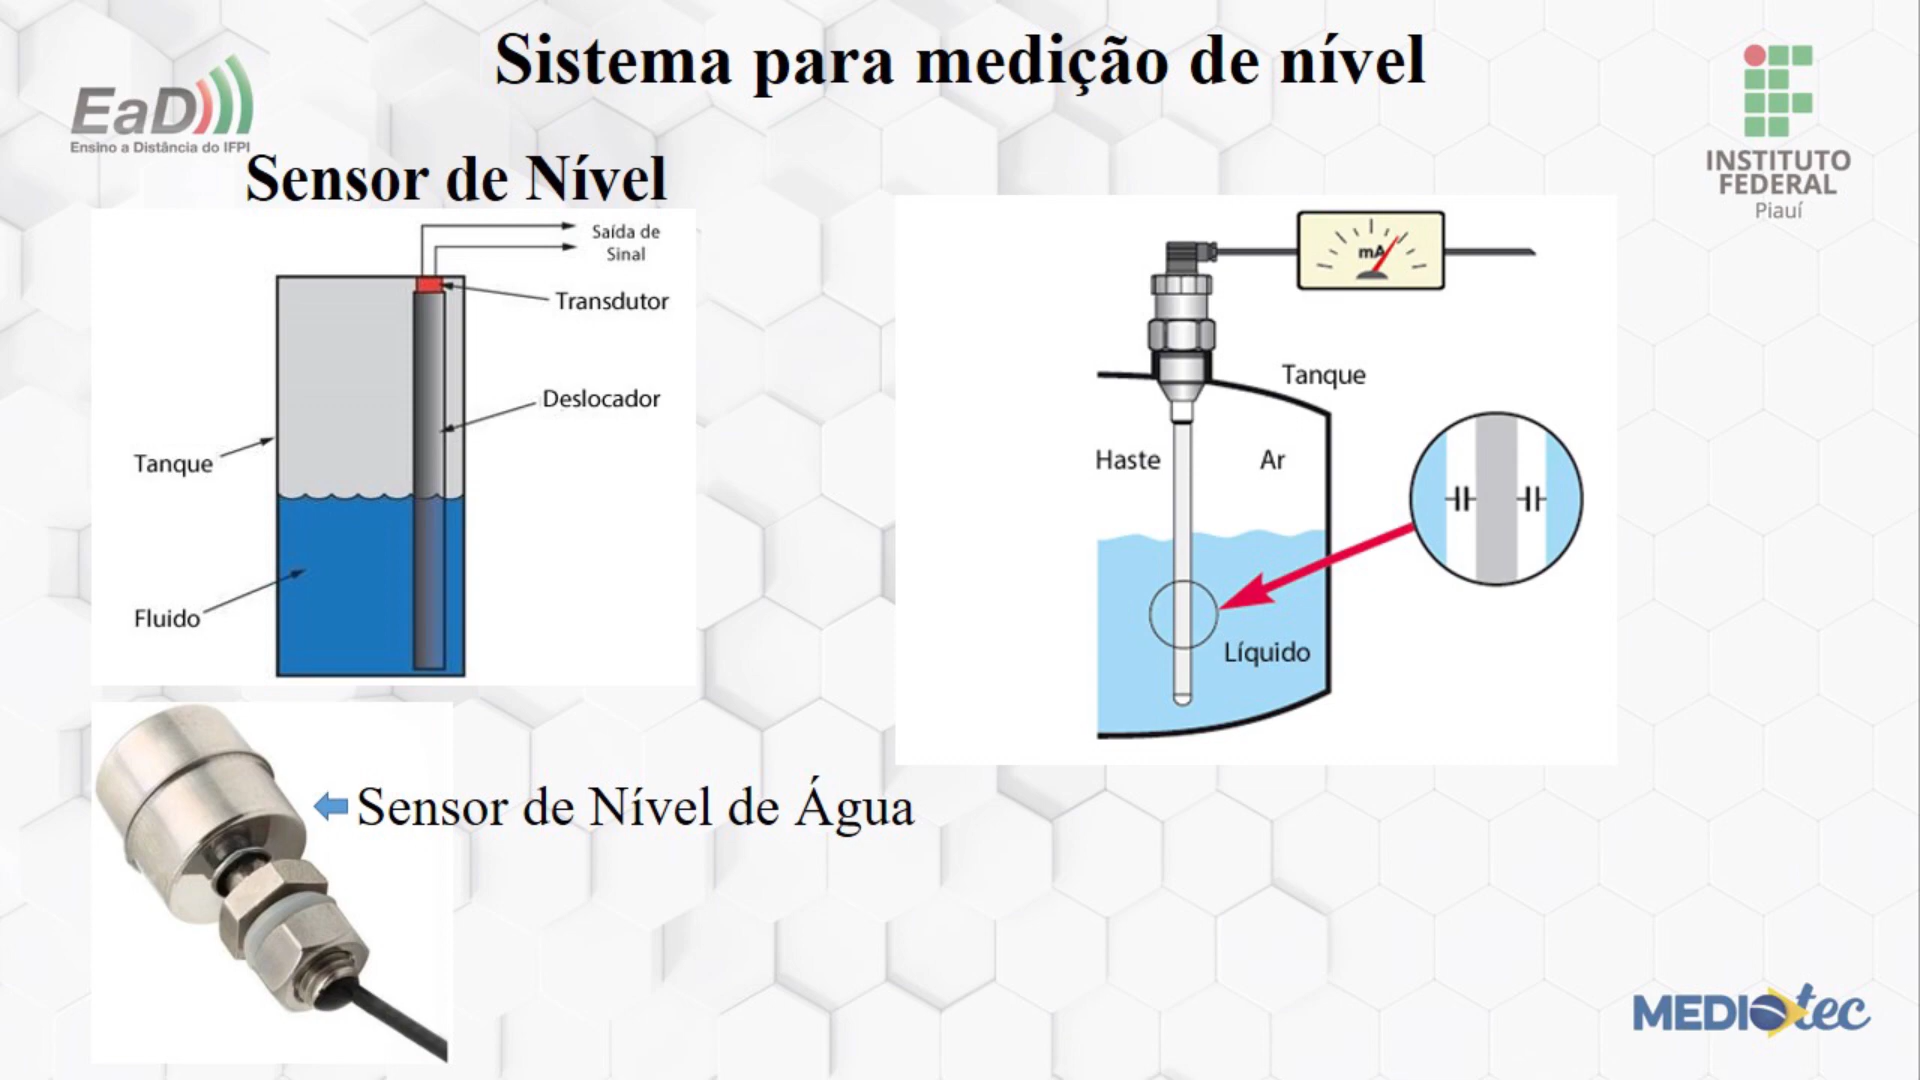 Sistema para medição de nível
EaD
Ensino a Distância do IFPI
INSTITUTO
FEDERAL
Piauí
Sensor de Nível
Saída de
Sinal
Transdutor
Deslocador
Tanque
Fluido
mA
Tanque
Haste
Ar
Líquido
Sensor de Nível de Água
MEDIOtec